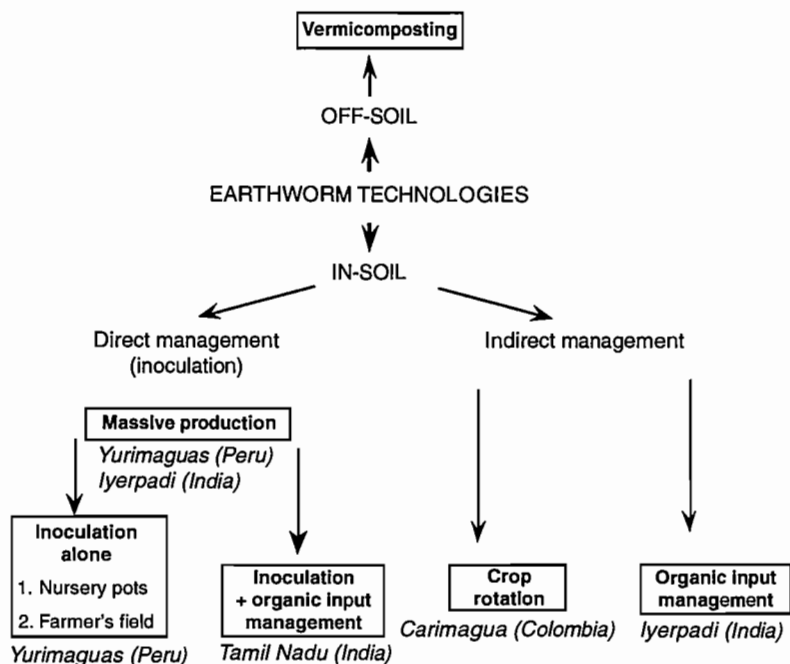 Vermicomposting
OFF-SOIL
EARTHWORM TECHNOLOGIES
IN-SOIL
Direct management
(inoculation)
Indirect management
Massive production
Yurimaguas (Peru)
Iyerpadi (India)
Inoculation
alone
1. Nursery pots
2. Farmer's field
Yurimaguas (Peru)
Inoculation
+ organic input
management
Tamil Nadu (India)
Crop
rotation
Carimagua (Colombia)
Organic input
management
Iyerpadi (India)